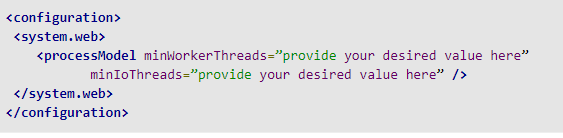 <configuration>
<system.web>
<processModel minWorkerThreads=”provide your desired value here”
minIoThreads=”provide your desired value here” />
</system.web>
</configuration>